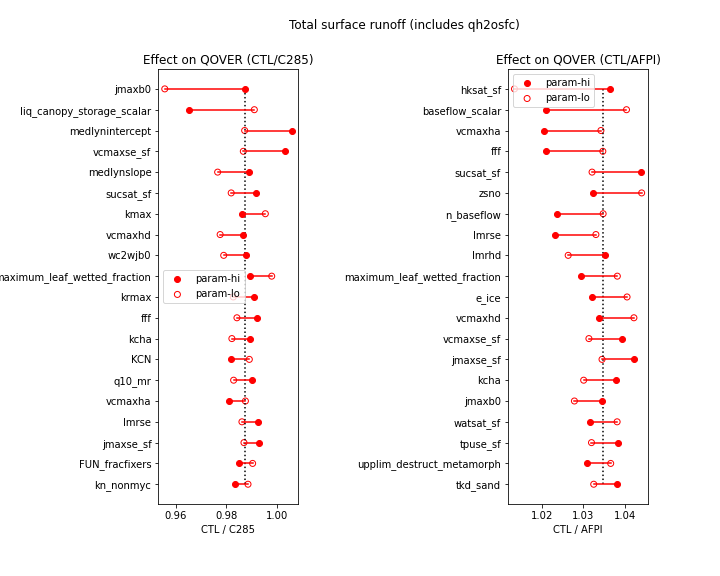 Total surface runoff (includes qh2osfc)
Effect on QOVER (CTL/C285)
jmaxb0
liq_canopy_storage_scalar
medlynintercept
vcmaxse_sf
medlynslope
sucsat_sf
kmax
vcmaxhd
wc2wjb0
maximum_leaf_wetted_fraction
krmax
fff
kcha
KCN
q10_mr
vcmaxha
lmrse
jmaxse_sf
FUN_fracfixers
kn_nonmyc
param-hi
param-lo
0.96 0.98 1.00
CTL / C285
Effect on QOVER (CTL/AFPI)
hksat_sf
baseflow_scalar
vcmaxha
fff
sucsat_sf
zsno
n_baseflow
lmrse
lmrhd
maximum_leaf_wetted_fraction
e_ice
vcmaxhd
vcmaxse_sf
jmaxse_sf
kcha
jmaxb0
watsat_sf
tpuse_sf
upplim_destruct_metamorph
tkd_sand
param-hi
param-lo
1.02 1.03 1.04
CTL / AFPI